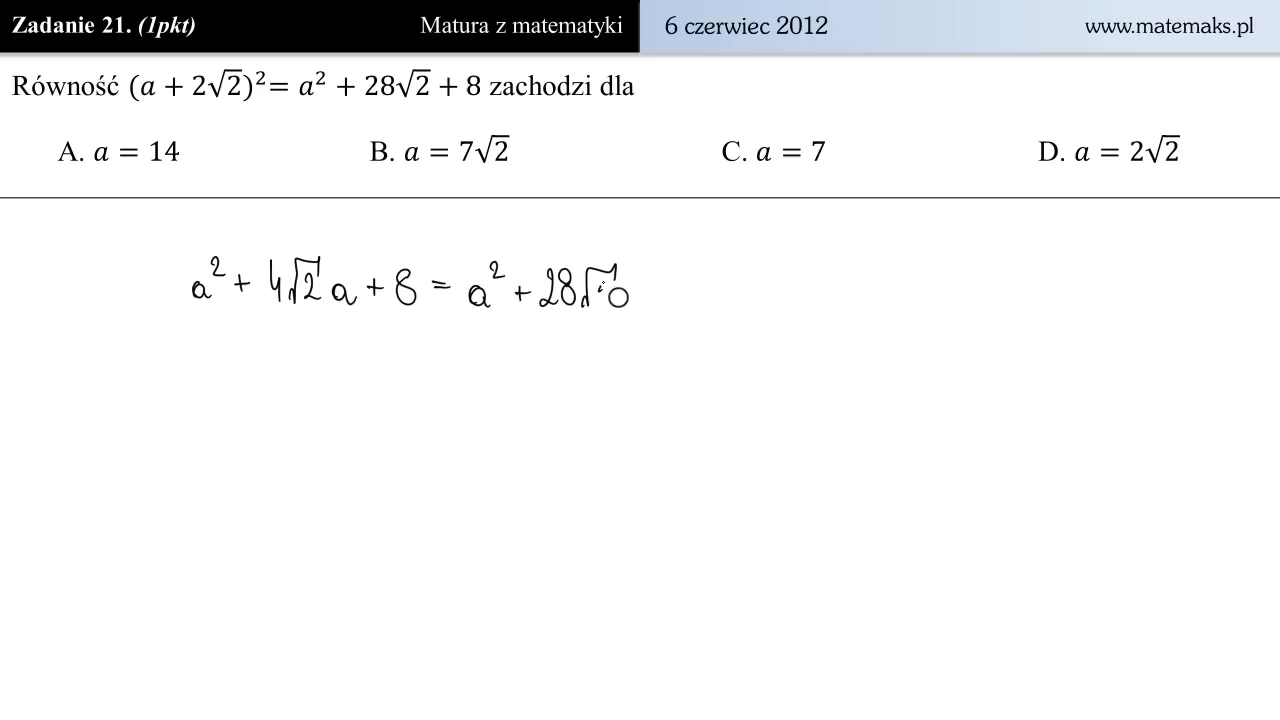 Zadanie 21. (1pkt) Matura z matematyki 6 czerwiec 2012 www.matemaks.pl
Równość (a + 2√2)²= a² + 28√2 + 8 zachodzi dla
A. a = 14 B. a = 7√2 C. a = 7 D. a = 2√2
a² + 4√2 a + 8 = a² + 28√